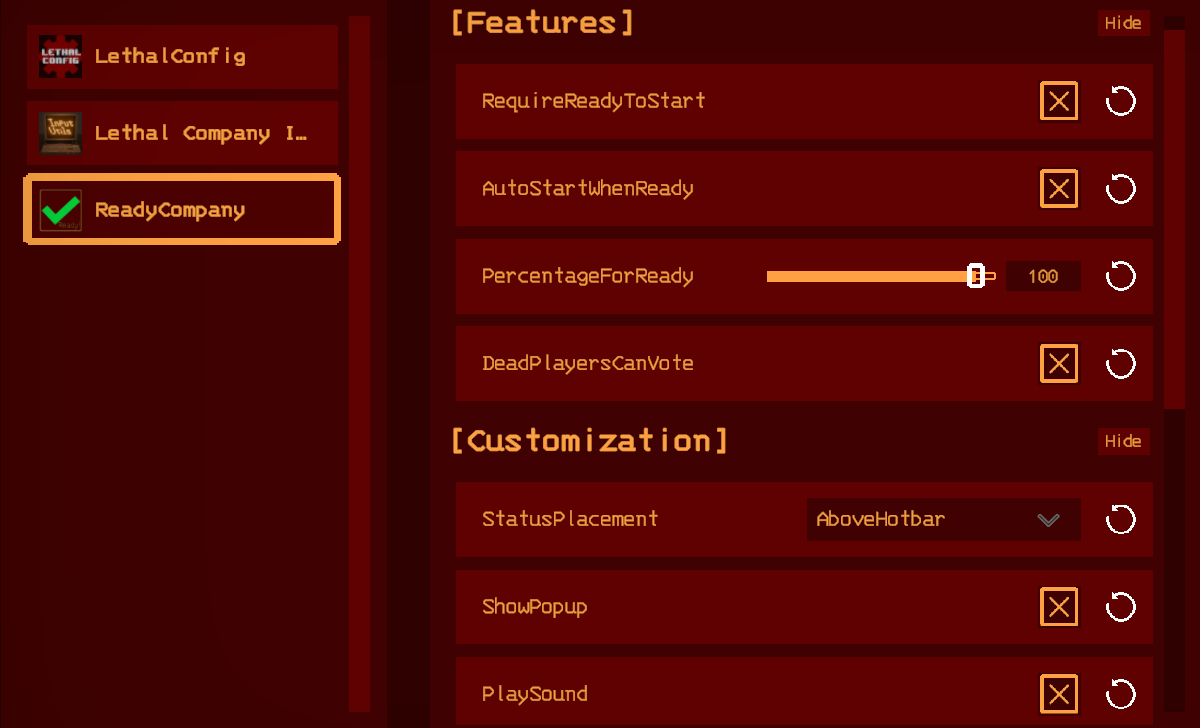 LETHAL
CONFIG
LethalConfig
Input
Utils
Lethal Company I…
Ready!
ReadyCompany
[Features]
Hide
RequireReadyToStart
AutoStartWhenReady
PercentageForReady
100
DeadPlayersCanVote
[Customization]
Hide
StatusPlacement
AboveHotbar
ShowPopup
PlaySound